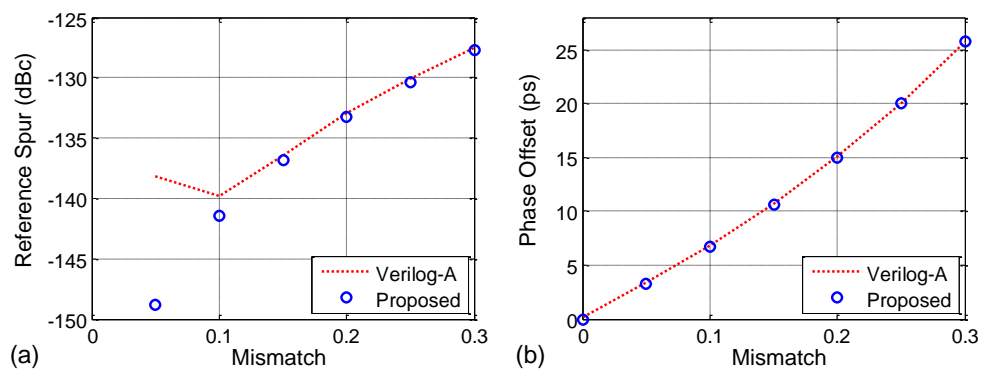 -125
-130
-135
-140
-145
-150
Reference Spur (dBc)
0
0.1
0.2
0.3
Mismatch
Verilog-A
Proposed
(a)
25
20
15
10
5
0
Phase Offset (ps)
0
0.1
0.2
0.3
Mismatch
Verilog-A
Proposed
(b)